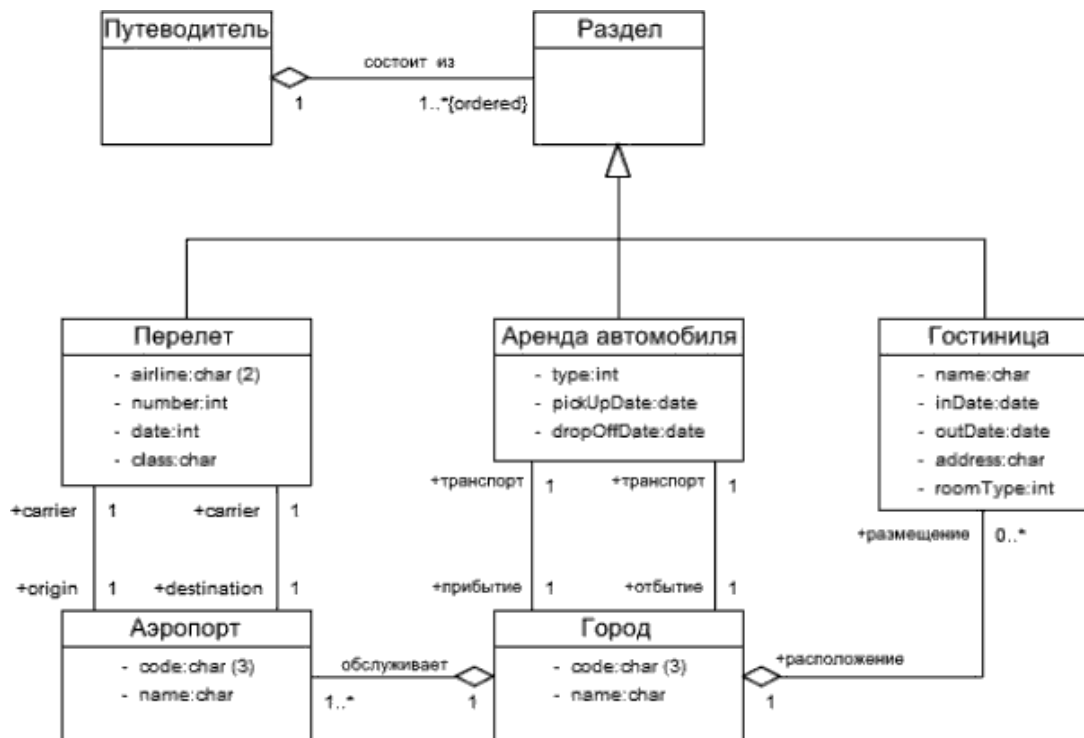 Путеводитель
Раздел
состоит из
1
1..*{ordered}
Перелет
- airline:char (2)
- number:int
- date:int
- class:char
Аренда автомобиля
- type:int
- pickUpDate:date
- dropOffDate:date
Гостиница
- name:char
- inDate:date
- outDate:date
- address:char
- roomType:int
+carrier 1 +carrier 1
+транспорт 1 +транспорт 1
+размещение 0..*
+origin 1 +destination 1
+прибытие 1 +отбытие 1
Аэропорт
- code:char (3)
- name:char
обслуживает
1..* 1
Город
- code:char (3)
- name:char
+расположение
1